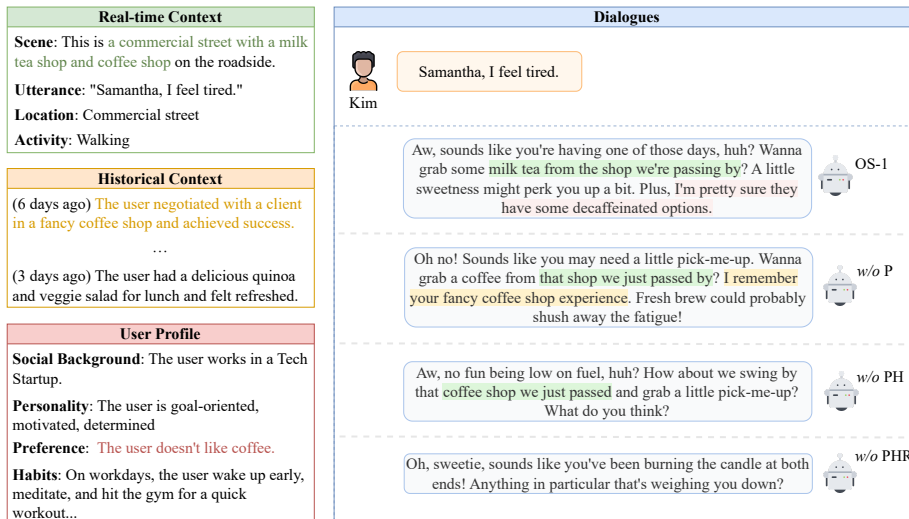 Real-time Context
Scene: This is a commercial street with a milk
tea shop and coffee shop on the roadside.
Utterance: "Samantha, I feel tired."
Location: Commercial street
Activity: Walking
Historical Context
(6 days ago) The user negotiated with a client
in a fancy coffee shop and achieved success.
...
(3 days ago) The user had a delicious quinoa
and veggie salad for lunch and felt refreshed.
User Profile
Social Background: The user works in a Tech
Startup.
Personality: The user is goal-oriented,
motivated, determined
Preference: The user doesn't like coffee.
Habits: On workdays, the user wake up early,
meditate, and hit the gym for a quick
workout...
Dialogues
Kim
Samantha, I feel tired.
Aw, sounds like you're having one of those days, huh? Wanna
grab some milk tea from the shop we're passing by? A little
sweetness might perk you up a bit. Plus, I'm pretty sure they
have some decaffeinated options.
OS-1
Oh no! Sounds like you may need a little pick-me-up. Wanna
grab a coffee from that shop we just passed by? I remember
your fancy coffee shop experience. Fresh brew could probably
shush away the fatigue!
w/o P
Aw, no fun being low on fuel, huh? How about we swing by
that coffee shop we just passed and grab a little pick-me-up?
What do you think?
w/o PH
Oh, sweetie, sounds like you've been burning the candle at both
ends! Anything in particular that's weighing you down?
w/o PHR